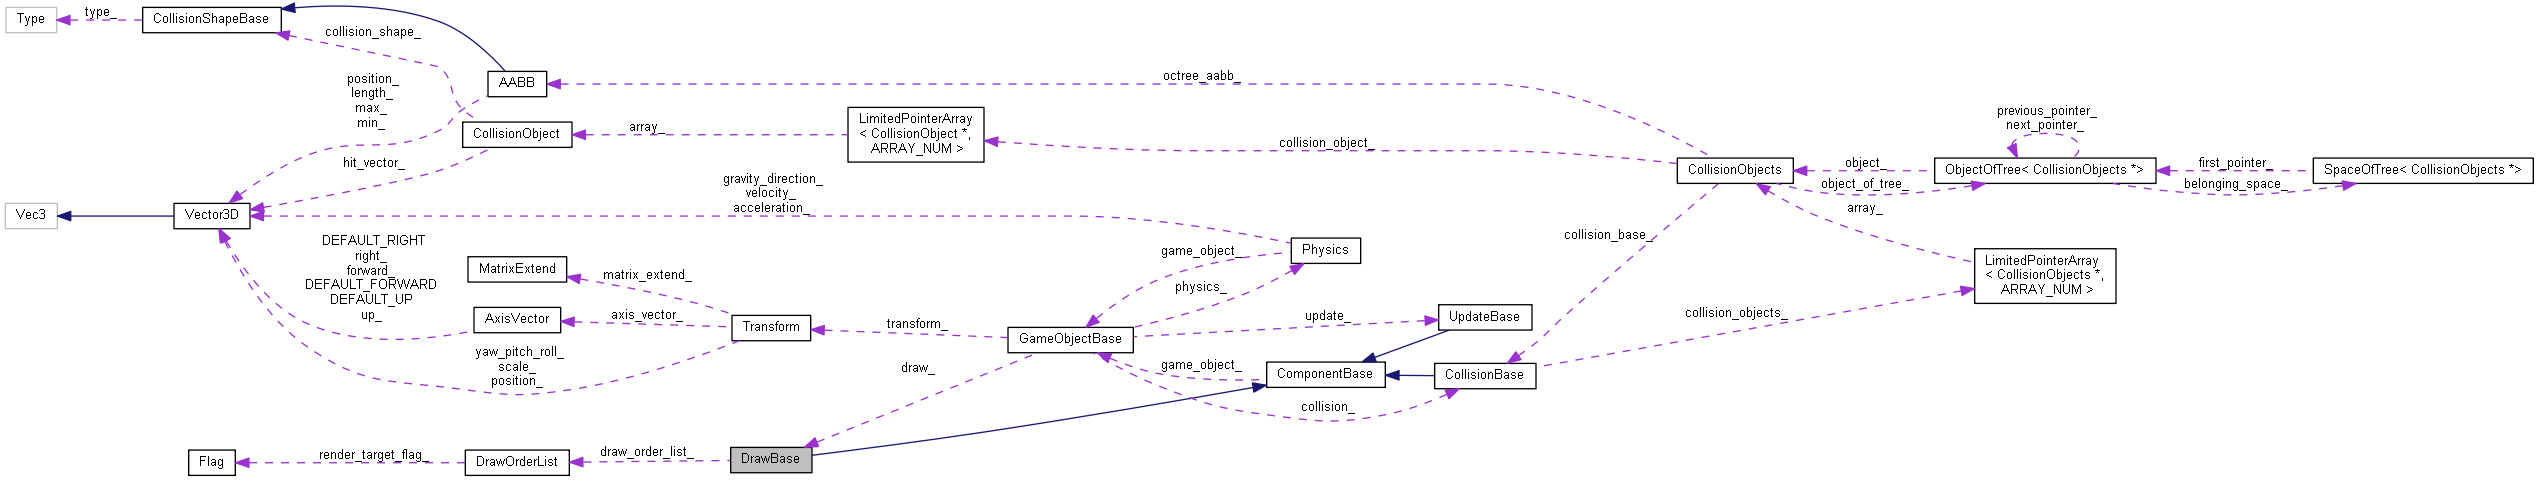 Type
type_
CollisionShapeBase
collision_shape_
position_
length_
max_
min_
AABB
octree_aabb_
CollisionObject
array_
LimitedPointerArray
< CollisionObject *,
ARRAY_NUM >
collision_object_
hit_vector_
CollisionObjects
object_
object_of_tree_
previous_pointer_
next_pointer_
ObjectOfTree< CollisionObjects *>
first_pointer_
belonging_space_
SpaceOfTree< CollisionObjects *>
Vec3
Vector3D
gravity_direction_
velocity_
acceleration_
array_
collision_base_
Physics
game_object_
physics_
LimitedPointerArray
< CollisionObjects *,
ARRAY_NUM >
DEFAULT_RIGHT
right_
forward_
DEFAULT_FORWARD
DEFAULT_UP
up_
MatrixExtend
matrix_extend_
AxisVector
axis_vector_
Transform
transform_
GameObjectBase
update_
UpdateBase
collision_objects_
yaw_pitch_roll_
scale_
position_
draw_
game_object_
ComponentBase
CollisionBase
collision_
Flag
render_target_flag_
DrawOrderList
draw_order_list_
DrawBase